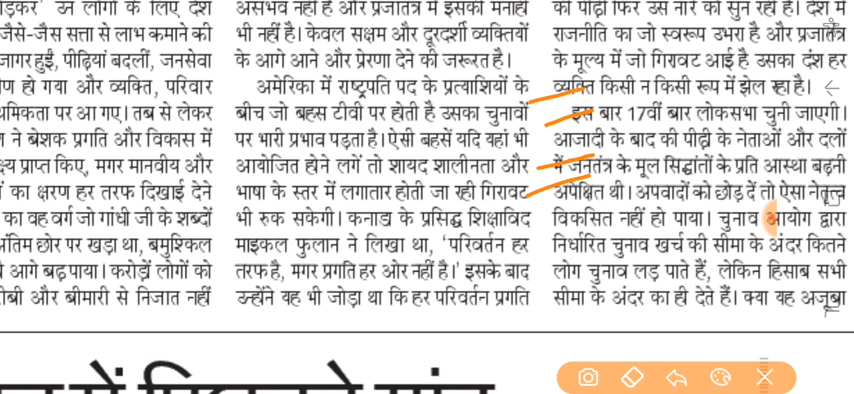 उन लोगों के लिए देश
जैसे-जैसे सत्ता से लाभ कमाने की
जागर हुईं, पीढ़ियां बदलीं, जनसेवा
ण हो गया और व्यक्ति, परिवार
थमिकता पर आ गए। तब से लेकर
ने बेशक प्रगति और विकास में
प्राप्त किए, मगर मानवीय और
का क्षरण हर तरफ दिखाई देने
का वह वर्ग जो गांधी जी के शब्दों
अंतिम छोर पर खड़ा था, बमुश्किल
आगे बढ़ पाया। करोड़ों लोगों को
रीबी और बीमारी से निजात नहीं
असंभव नहीं है और प्रजातंत्र में इसकी मनाही
भी नहीं है। केवल सक्षम और दूरदर्शी व्यक्तियों
के आगे आने और प्रेरणा देने की जरूरत है।
अमेरिका में राष्ट्रपति पद के प्रत्याशियों के
बीच जो बहस टीवी पर होती है उसका चुनावों
पर भारी प्रभाव पड़ता है। ऐसी बहसें यदि यहां भी
आयोजित होने लगें तो शायद शालीनता और
भाषा के स्तर में लगातार होती जा रही गिरावट
भी रुक सकेगी। कनाडा के प्रसिद्ध शिक्षाविद
माइकल फुलान ने लिखा था, 'परिवर्तन हर
तरफ है, मगर प्रगति हर ओर नहीं है।' इसके बाद
उन्होंने यह भी जोड़ा था कि हर परिवर्तन प्रगति
की पीढ़ी फिर उस नारे को सुन रही है। देश में
राजनीति का जो स्वरूप उभरा है और प्रजातंत्र
के मूल्य में जो गिरावट आई है उसका दंश हर
व्यक्ति किसी न किसी रूप में झेल रहा है।
इस बार 17वीं बार लोकसभा चुनी जाएगी।
आजादी के बाद की पीढ़ी के नेताओं और दलों
में जनतंत्र के मूल सिद्धांतों के प्रति आस्था बढ़नी
अपेक्षित थी। अपवादों को छोड़ दें तो ऐसा नेतृत्व
विकसित नहीं हो पाया। चुनाव आयोग द्वारा
निर्धारित चुनाव खर्च की सीमा के अंदर कितने
लोग चुनाव लड़ पाते हैं, लेकिन हिसाब सभी
सीमा के अंदर का ही देते हैं। क्या यह अजूबा